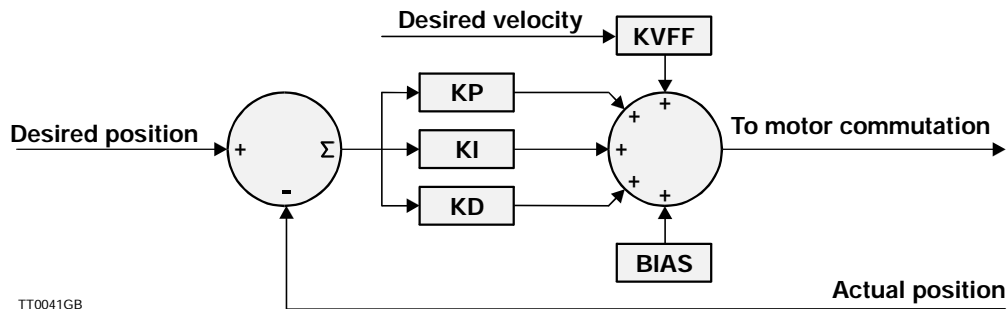 Desired velocity
KVFF
KP
+
+
Desired position
+
Σ
KI
+
To motor commutation
-
KD
+
+
BIAS
Actual position
TT0041GB